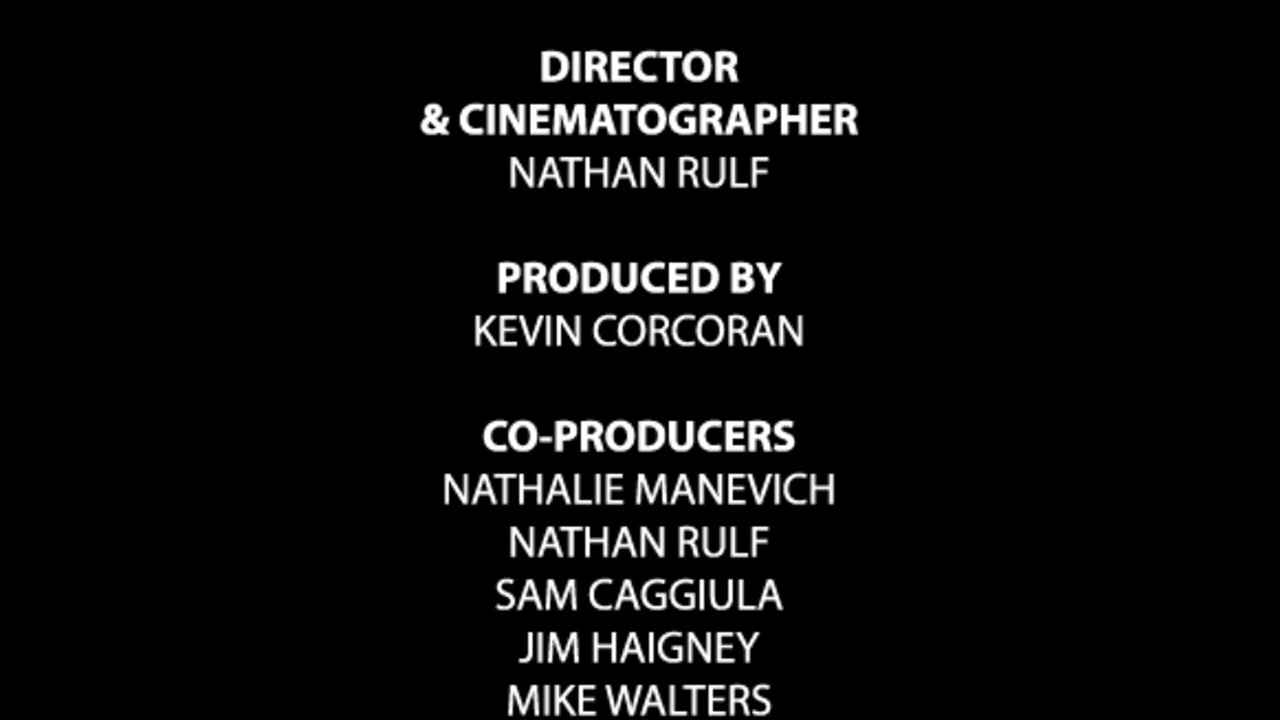 DIRECTOR
& CINEMATOGRAPHER
NATHAN RULF
PRODUCED BY
KEVIN CORCORAN
CO-PRODUCERS
NATHALIE MANEVICH
NATHAN RULF
SAM CAGGIULA
JIM HAIGNEY
MIKE WALTERS